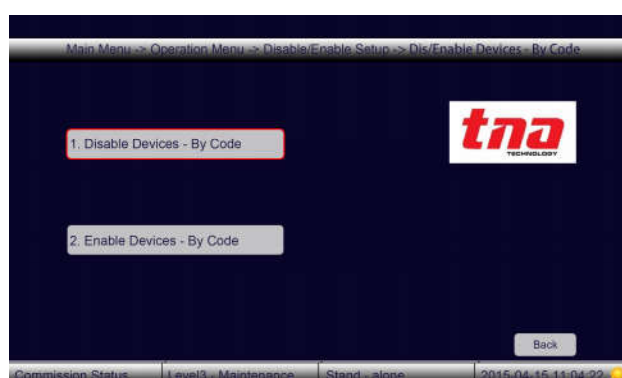 Main Menu -> Operation Menu -> Disable/Enable Setup -> Dis/Enable Devices - By Code
tna
TECHNOLOGY
1. Disable Devices - By Code
2. Enable Devices - By Code
Back
Commission Status Level3 - Maintenance Stand - alone 2015-04-15 11:04:22